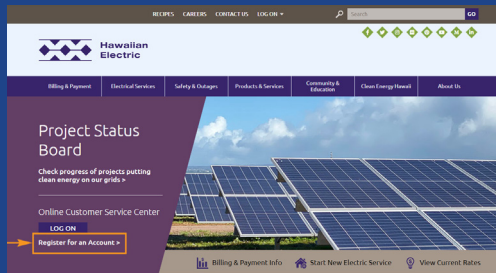 RECIPES CAREERS CONTACT US LOG ON
Search
GO
Hawaiian
Electric
Billing & Payment
Electrical Services
Safety & Outages
Products & Services
Community &
Education
Clean Energy Hawaii
About Us
Project Status
Board
Check progress of projects putting
clean energy on our grids >
Online Customer Service Center
LOG ON
Register for an Account >
Billing & Payment Info
Start New Electric Service
View Current Rates